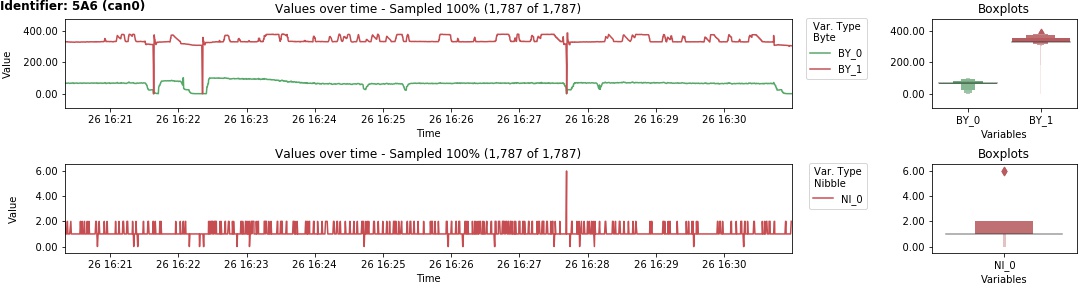 Identifier: 5A6 (can0)
Values over time - Sampled 100% (1,787 of 1,787)
Value
400.00
200.00
0.00
26 16:21 26 16:22 26 16:23 26 16:24 26 16:25 26 16:26 26 16:27 26 16:28 26 16:29 26 16:30
Time
Var. Type
Byte
BY_0
BY_1
Boxplots
400.00
200.00
0.00
BY_0 BY_1
Variables
Values over time - Sampled 100% (1,787 of 1,787)
Value
6.00
4.00
2.00
0.00
26 16:21 26 16:22 26 16:23 26 16:24 26 16:25 26 16:26 26 16:27 26 16:28 26 16:29 26 16:30
Time
Var. Type
Nibble
NI_0
Boxplots
6.00
4.00
2.00
0.00
NI_0
Variables